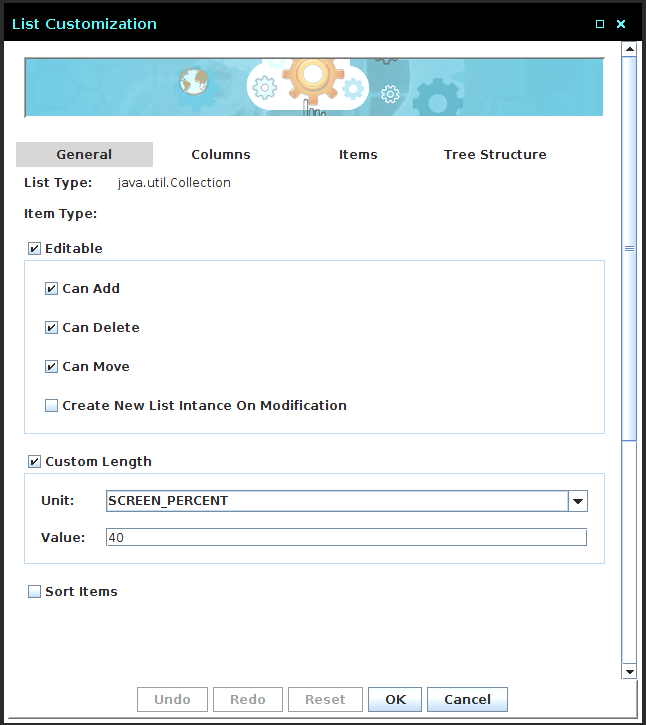 List Customization
General Columns Items Tree Structure
List Type: java.util.Collection
Item Type:
Editable
Can Add
Can Delete
Can Move
Create New List Intance On Modification
Custom Length
Unit: SCREEN_PERCENT
Value: 40
Sort Items
Undo Redo Reset OK Cancel